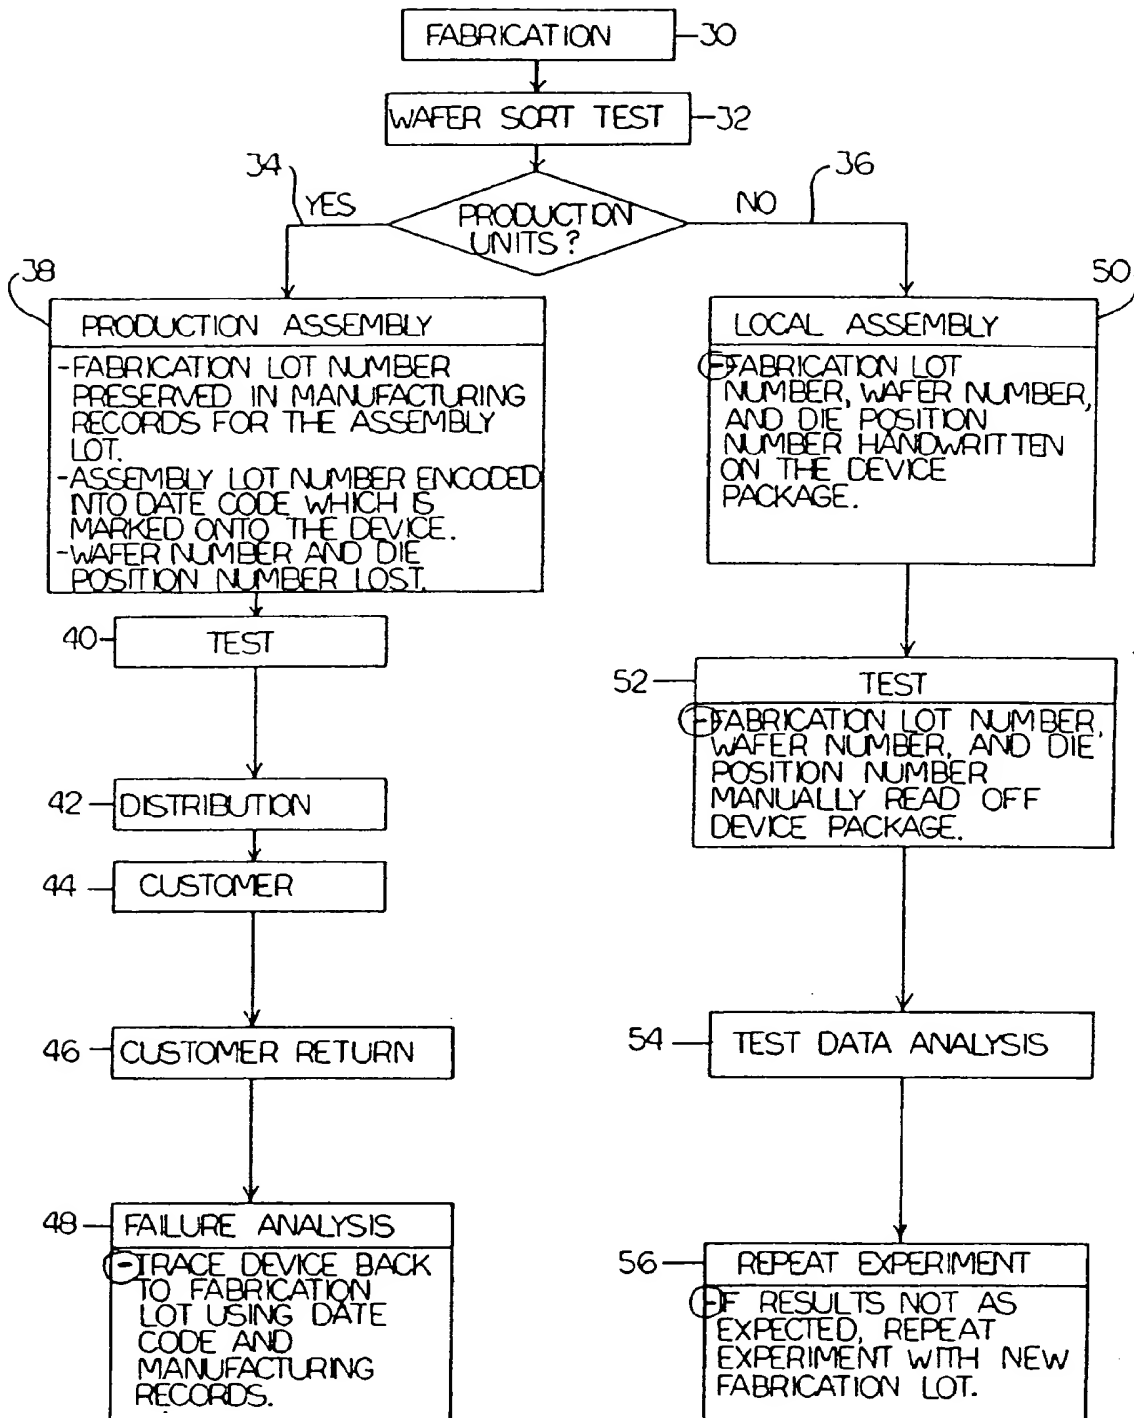 FABRICATION
30
WAFER SORT TEST
32
34
36
YES
NO
PRODUCTION
UNITS?
38
PRODUCTION ASSEMBLY
-FABRICATION LOT NUMBER
PRESERVED IN MANUFACTURING
RECORDS FOR THE ASSEMBLY
LOT.
-ASSEMBLY LOT NUMBER ENCODED
INTO DATE CODE WHICH IS
MARKED ONTO THE DEVICE.
-WAFER NUMBER AND DIE
POSITION NUMBER LOST.
40
TEST
42
DISTRIBUTION
44
CUSTOMER
46
CUSTOMER RETURN
48
FAILURE ANALYSIS
-TRACE DEVICE BACK
TO FABRICATION
LOT USING DATE
CODE AND
MANUFACTURING
RECORDS.
50
LOCAL ASSEMBLY
-FABRICATION LOT
NUMBER, WAFER NUMBER,
AND DIE POSITION
NUMBER HANDWRITTEN
ON THE DEVICE
PACKAGE.
52
TEST
-FABRICATION LOT NUMBER,
WAFER NUMBER, AND DIE
POSITION NUMBER
MANUALLY READ OFF
DEVICE PACKAGE.
54
TEST DATA ANALYSIS
56
REPEAT EXPERIMENT
-IF RESULTS NOT AS
EXPECTED, REPEAT
EXPERIMENT WITH NEW
FABRICATION LOT.